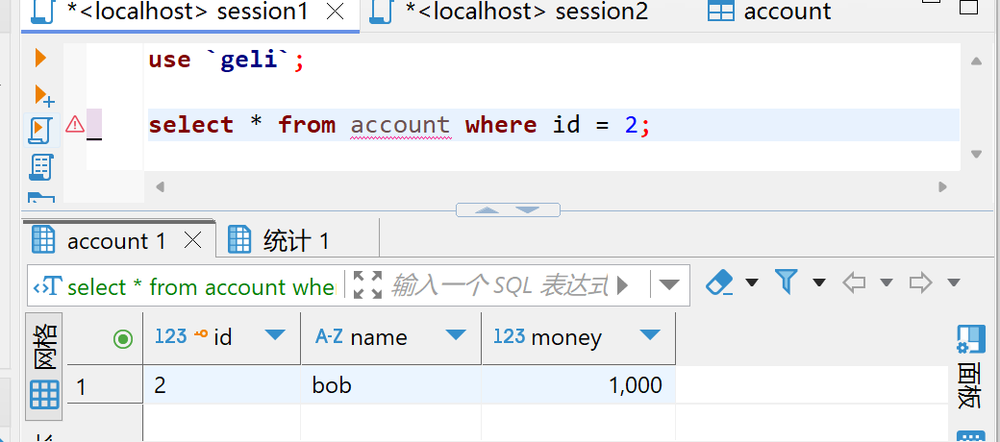 *<localhost> session1
*<localhost> session2
account
use `geli`;
select * from account where id = 2;
account 1
统计 1
select * from account whe
输入一个 SQL 表达式
网格
123 id
A-Z name
123 money
1
2
bob
1,000
面板